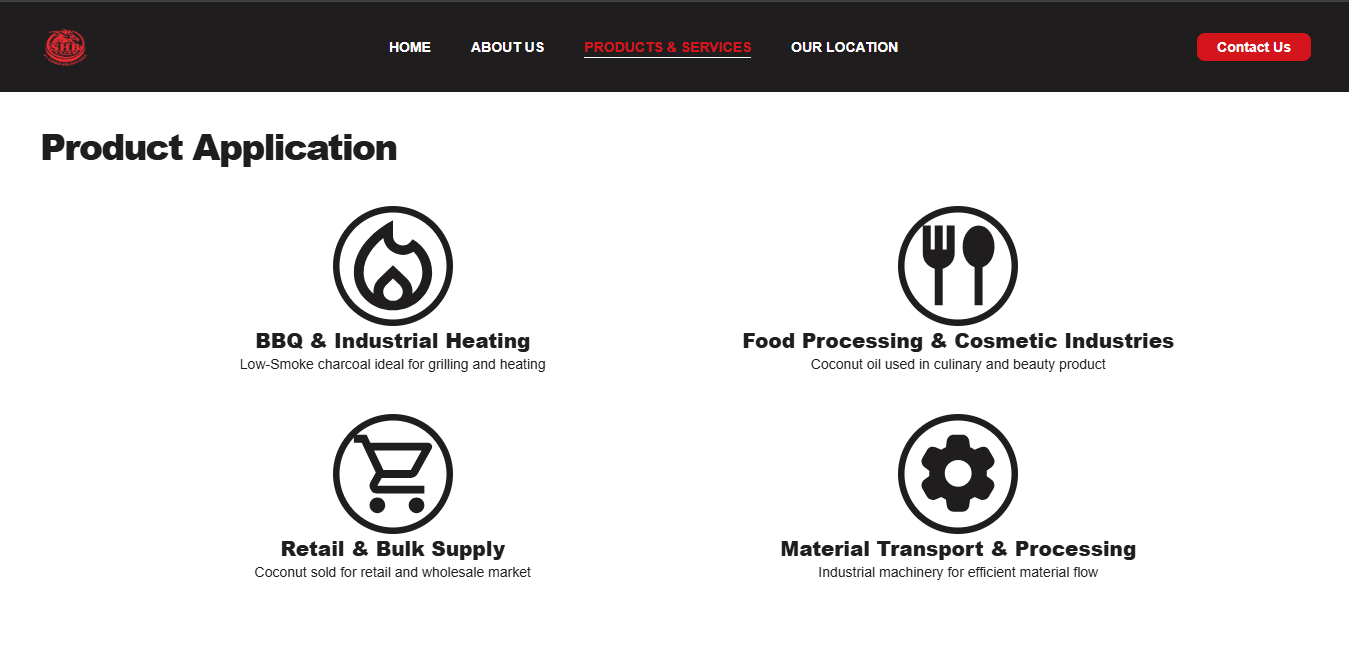 HOME
ABOUT US
PRODUCTS & SERVICES
OUR LOCATION
Contact Us
Product Application
BBQ & Industrial Heating
Low-Smoke charcoal ideal for grilling and heating
Food Processing & Cosmetic Industries
Coconut oil used in culinary and beauty product
Retail & Bulk Supply
Coconut sold for retail and wholesale market
Material Transport & Processing
Industrial machinery for efficient material flow